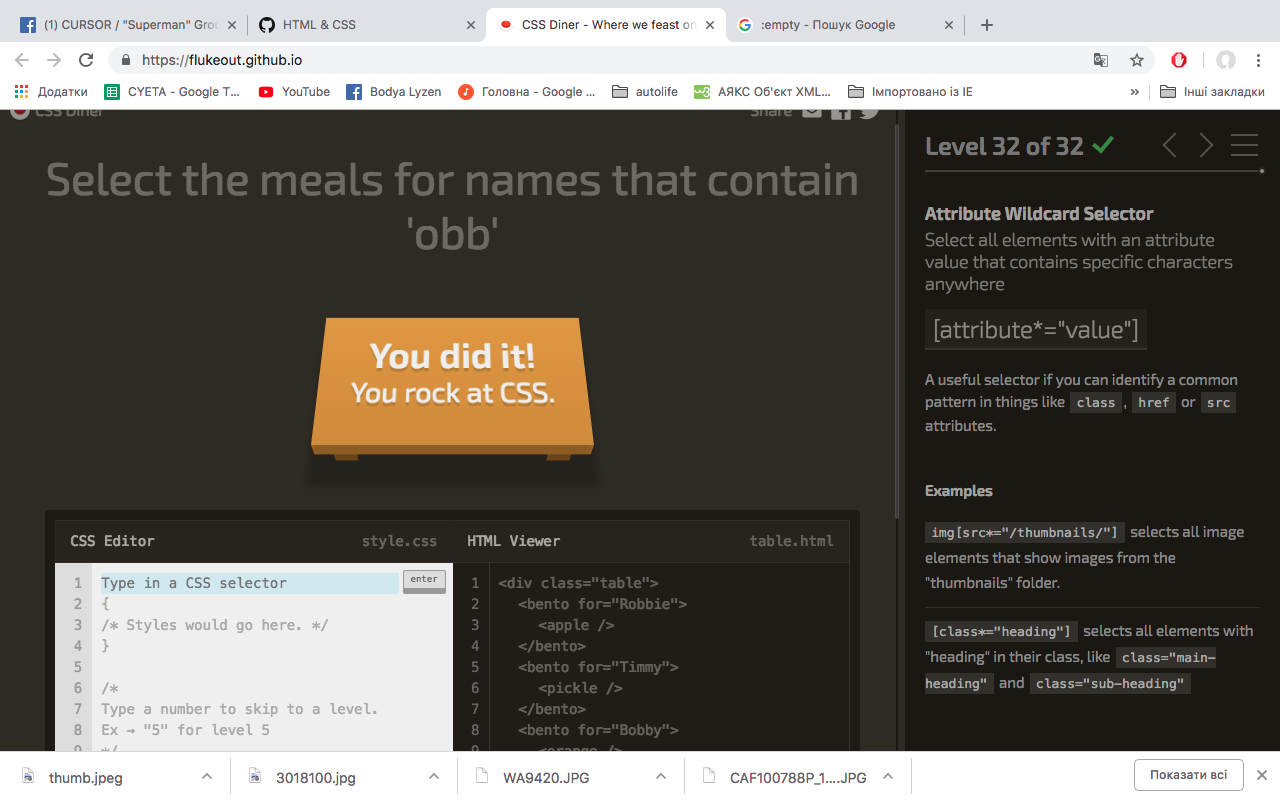 (1) CURSOR / "Superman" Grou
HTML & CSS
CSS Diner - Where we feast on
:empty - Пошук Google
https://flukeout.github.io
Додатки
СУЕТА - Google T...
YouTube
Bodya Lyzen
Головна - Google ...
autolife
АЯКС Об'єкт XML...
Імпортовано із IE
»
Інші закладки
CSS Diner
Share
Select the meals for names that contain
'obb'
You did it!
You rock at CSS.
CSS Editor
style.css
HTML Viewer
table.html
1 Type in a CSS selector
enter
2 {
3 /* Styles would go here. */
4 }
5
6 /*
7 Type a number to skip to a level.
8 Ex → "5" for level 5
9 */
1 <div class="table">
2 <bento for="Robbie">
3 <apple />
4 </bento>
5 <bento for="Timmy">
6 <pickle />
7 </bento>
8 <bento for="Bobby">
9 <orange />
Level 32 of 32
Attribute Wildcard Selector
Select all elements with an attribute
value that contains specific characters
anywhere
[attribute*="value"]
A useful selector if you can identify a common
pattern in things like class , href or src
attributes.
Examples
img[src*="/thumbnails/"] selects all image
elements that show images from the
"thumbnails" folder.
[class*="heading"] selects all elements with
"heading" in their class, like class="main-
heading" and class="sub-heading"
thumb.jpeg
3018100.jpg
WA9420.JPG
CAF100788P_1....JPG
Показати всі